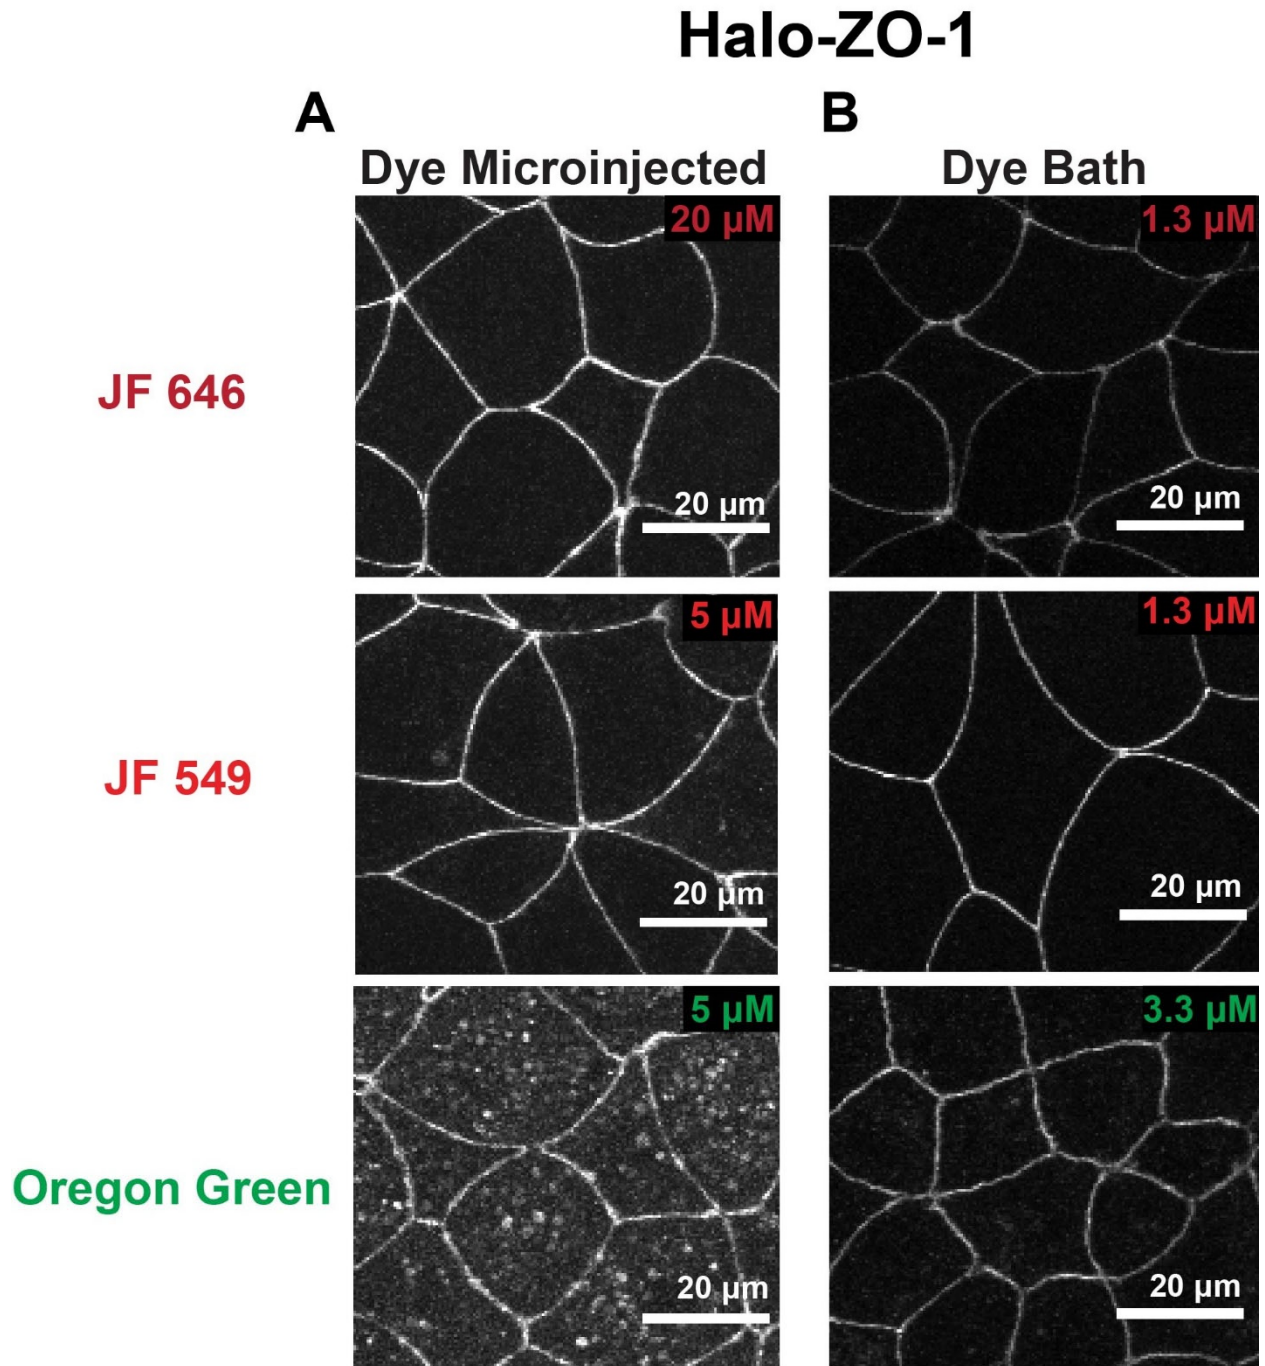 Halo-ZO-1
A
B
Dye Microinjected
Dye Bath
JF 646
20 µM
20 µm
1.3 µM
20 µm
JF 549
5 µM
20 µm
1.3 µM
20 µm
Oregon Green
5 µM
20 µm
3.3 µM
20 µm